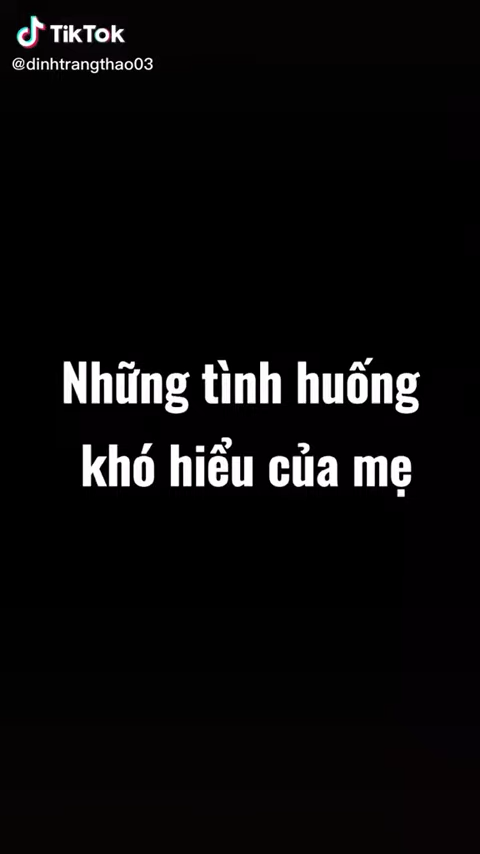 TikTok
@dinhtrangthao03
Những tình huống
khó hiểu của mẹ